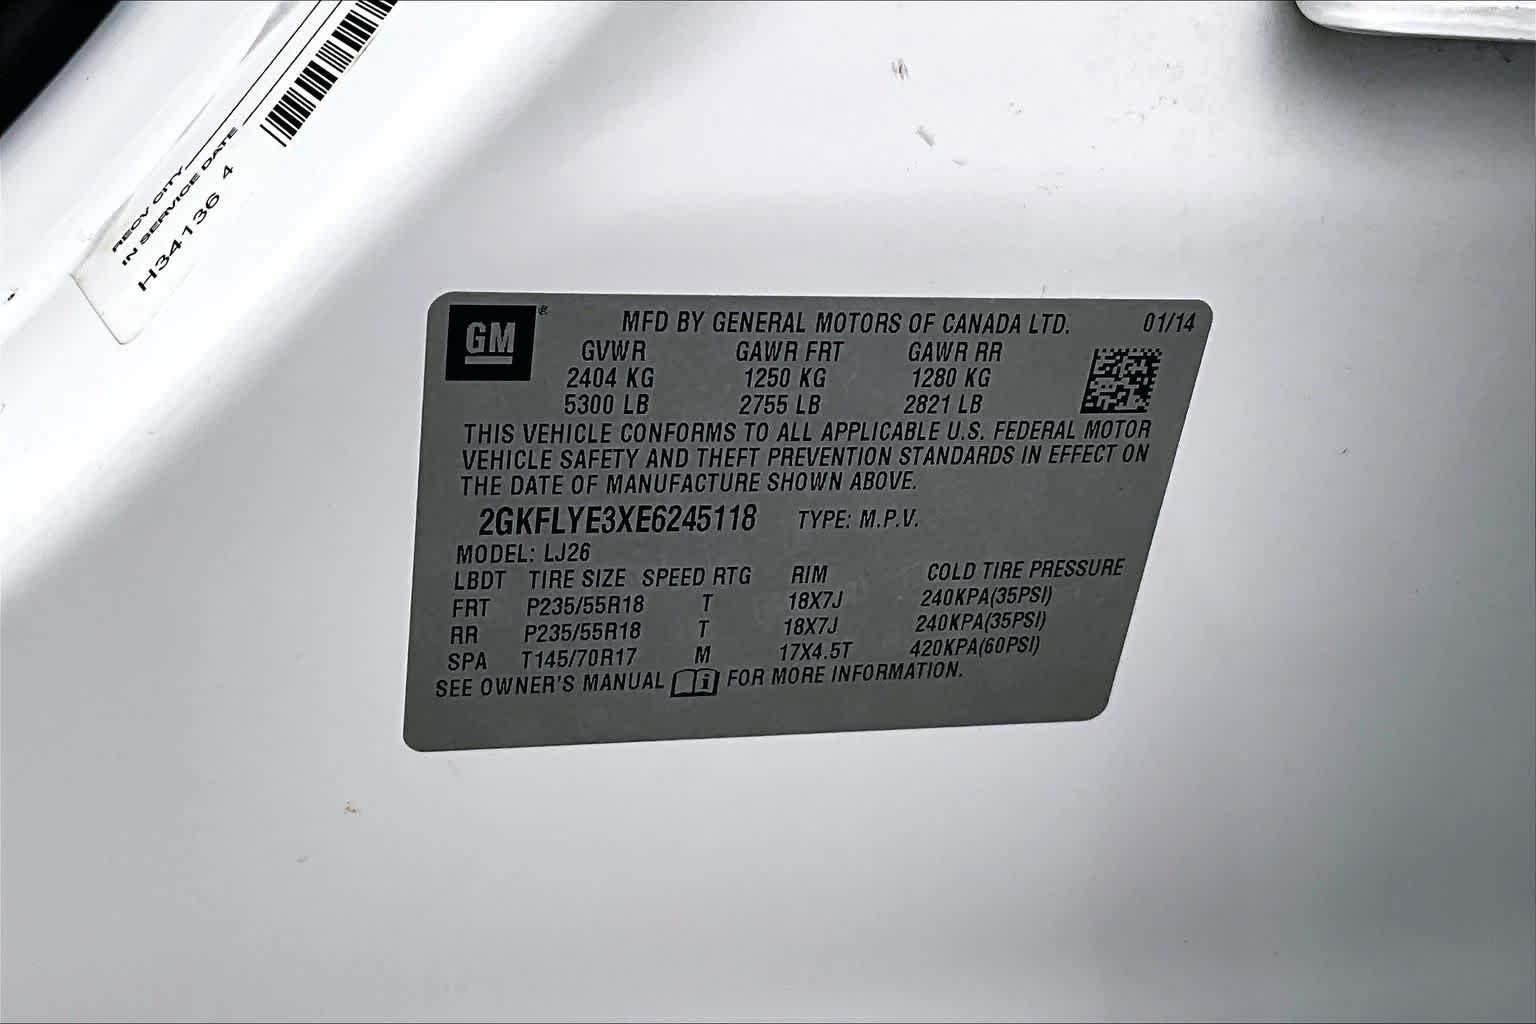 RECV CITY
IN SERVICE DATE
H34136 4
GM ®
MFD BY GENERAL MOTORS OF CANADA LTD. 01/14
GVWR GAWR FRT GAWR RR
2404 KG 1250 KG 1280 KG
5300 LB 2755 LB 2821 LB
THIS VEHICLE CONFORMS TO ALL APPLICABLE U.S. FEDERAL MOTOR
VEHICLE SAFETY AND THEFT PREVENTION STANDARDS IN EFFECT ON
THE DATE OF MANUFACTURE SHOWN ABOVE.
2GKFLYE3XE6245118 TYPE: M.P.V.
MODEL: LJ26
LBDT TIRE SIZE SPEED RTG RIM COLD TIRE PRESSURE
FRT P235/55R18 T 18X7J 240KPA(35PSI)
RR P235/55R18 T 18X7J 240KPA(35PSI)
SPA T145/70R17 M 17X4.5T 420KPA(60PSI)
SEE OWNER'S MANUAL i FOR MORE INFORMATION.